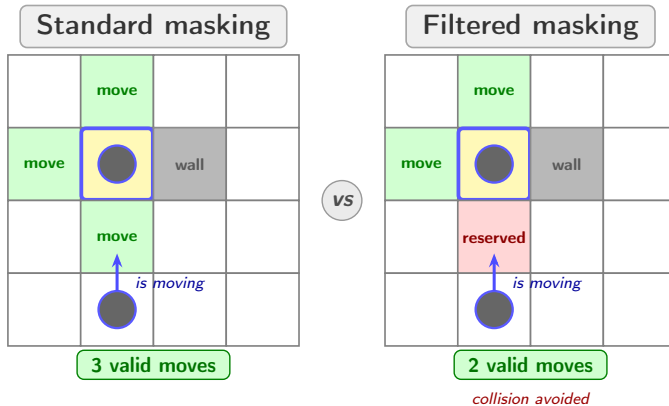 Standard masking
move
move
wall
move
is moving
3 valid moves
vs
Filtered masking
move
move
wall
reserved
is moving
2 valid moves
collision avoided